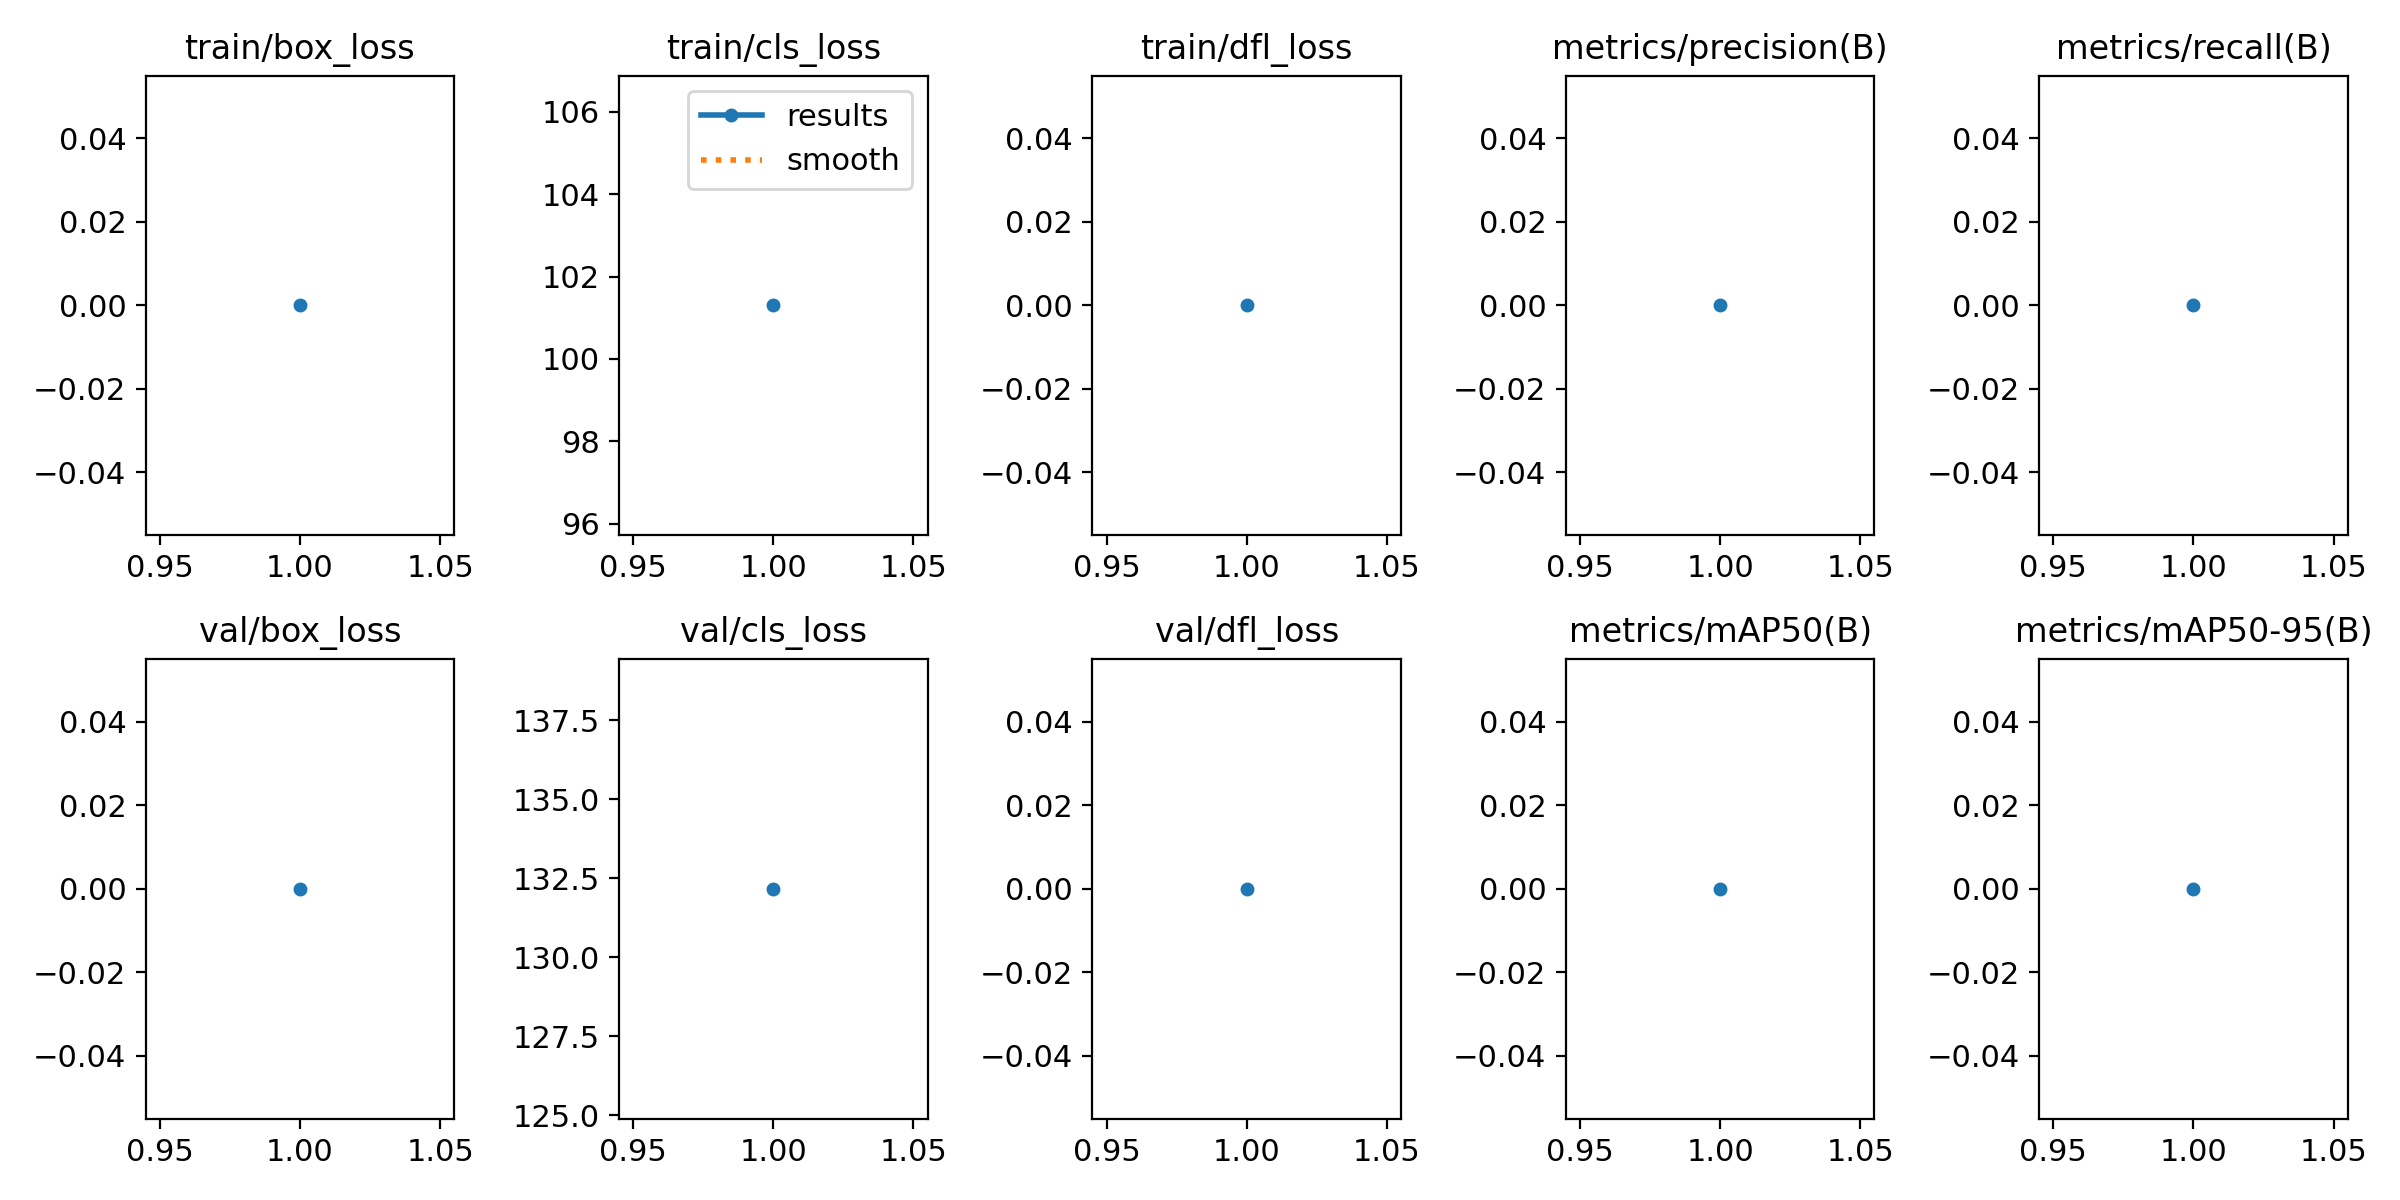 train/box_loss
train/cls_loss
train/dfl_loss
metrics/precision(B)
metrics/recall(B)
0.04
0.02
0.00
−0.02
−0.04
0.95 1.00 1.05
106
104
102
100
98
96
results
smooth
0.95 1.00 1.05
0.04
0.02
0.00
−0.02
−0.04
0.95 1.00 1.05
0.04
0.02
0.00
−0.02
−0.04
0.95 1.00 1.05
0.04
0.02
0.00
−0.02
−0.04
0.95 1.00 1.05
val/box_loss
val/cls_loss
val/dfl_loss
metrics/mAP50(B)
metrics/mAP50-95(B)
0.04
0.02
0.00
−0.02
−0.04
0.95 1.00 1.05
137.5
135.0
132.5
130.0
127.5
125.0
0.95 1.00 1.05
0.04
0.02
0.00
−0.02
−0.04
0.95 1.00 1.05
0.04
0.02
0.00
−0.02
−0.04
0.95 1.00 1.05
0.04
0.02
0.00
−0.02
−0.04
0.95 1.00 1.05